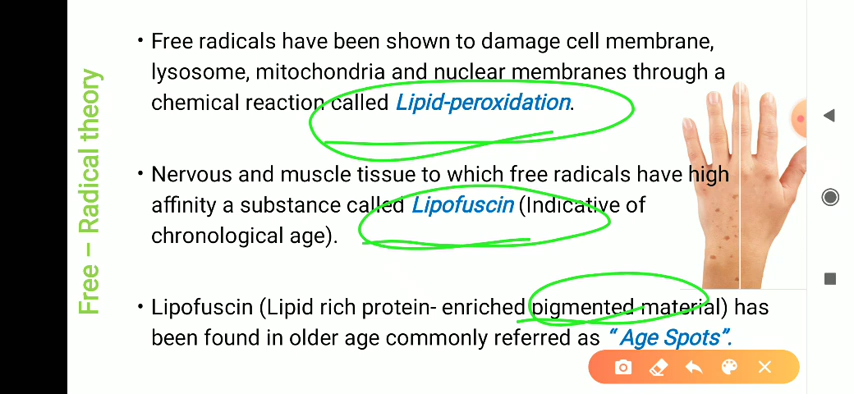 Free – Radical theory
• Free radicals have been shown to damage cell membrane,
lysosome, mitochondria and nuclear membranes through a
chemical reaction called Lipid-peroxidation.
• Nervous and muscle tissue to which free radicals have high
affinity a substance called Lipofuscin (Indicative of
chronological age).
• Lipofuscin (Lipid rich protein- enriched pigmented material) has
been found in older age commonly referred as “ Age Spots”.